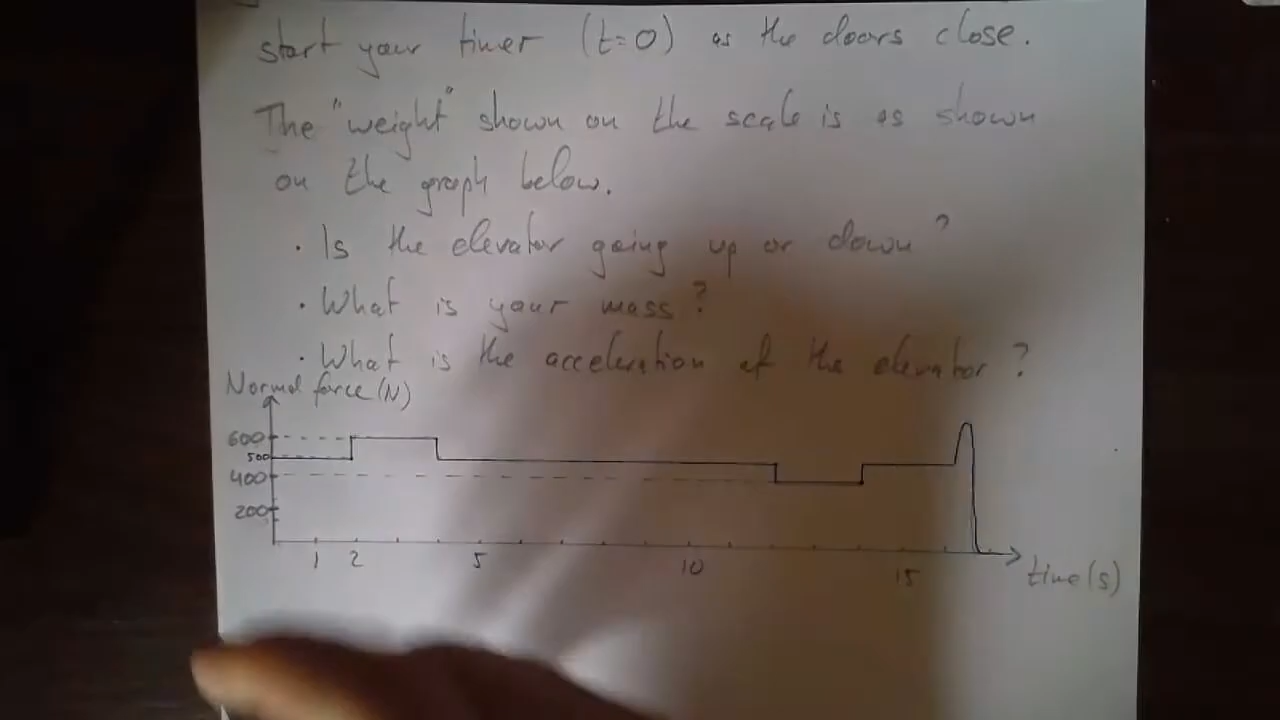 start your timer (t=0) as the doors close.
The "weight" shown on the scale is as shown
on the graph below.
· Is the elevator going up or down?
· What is your mass?
· What is the acceleration of the elevator?
Normal force (N)
600
500
400
200
1 2 5 10 15
time(s)